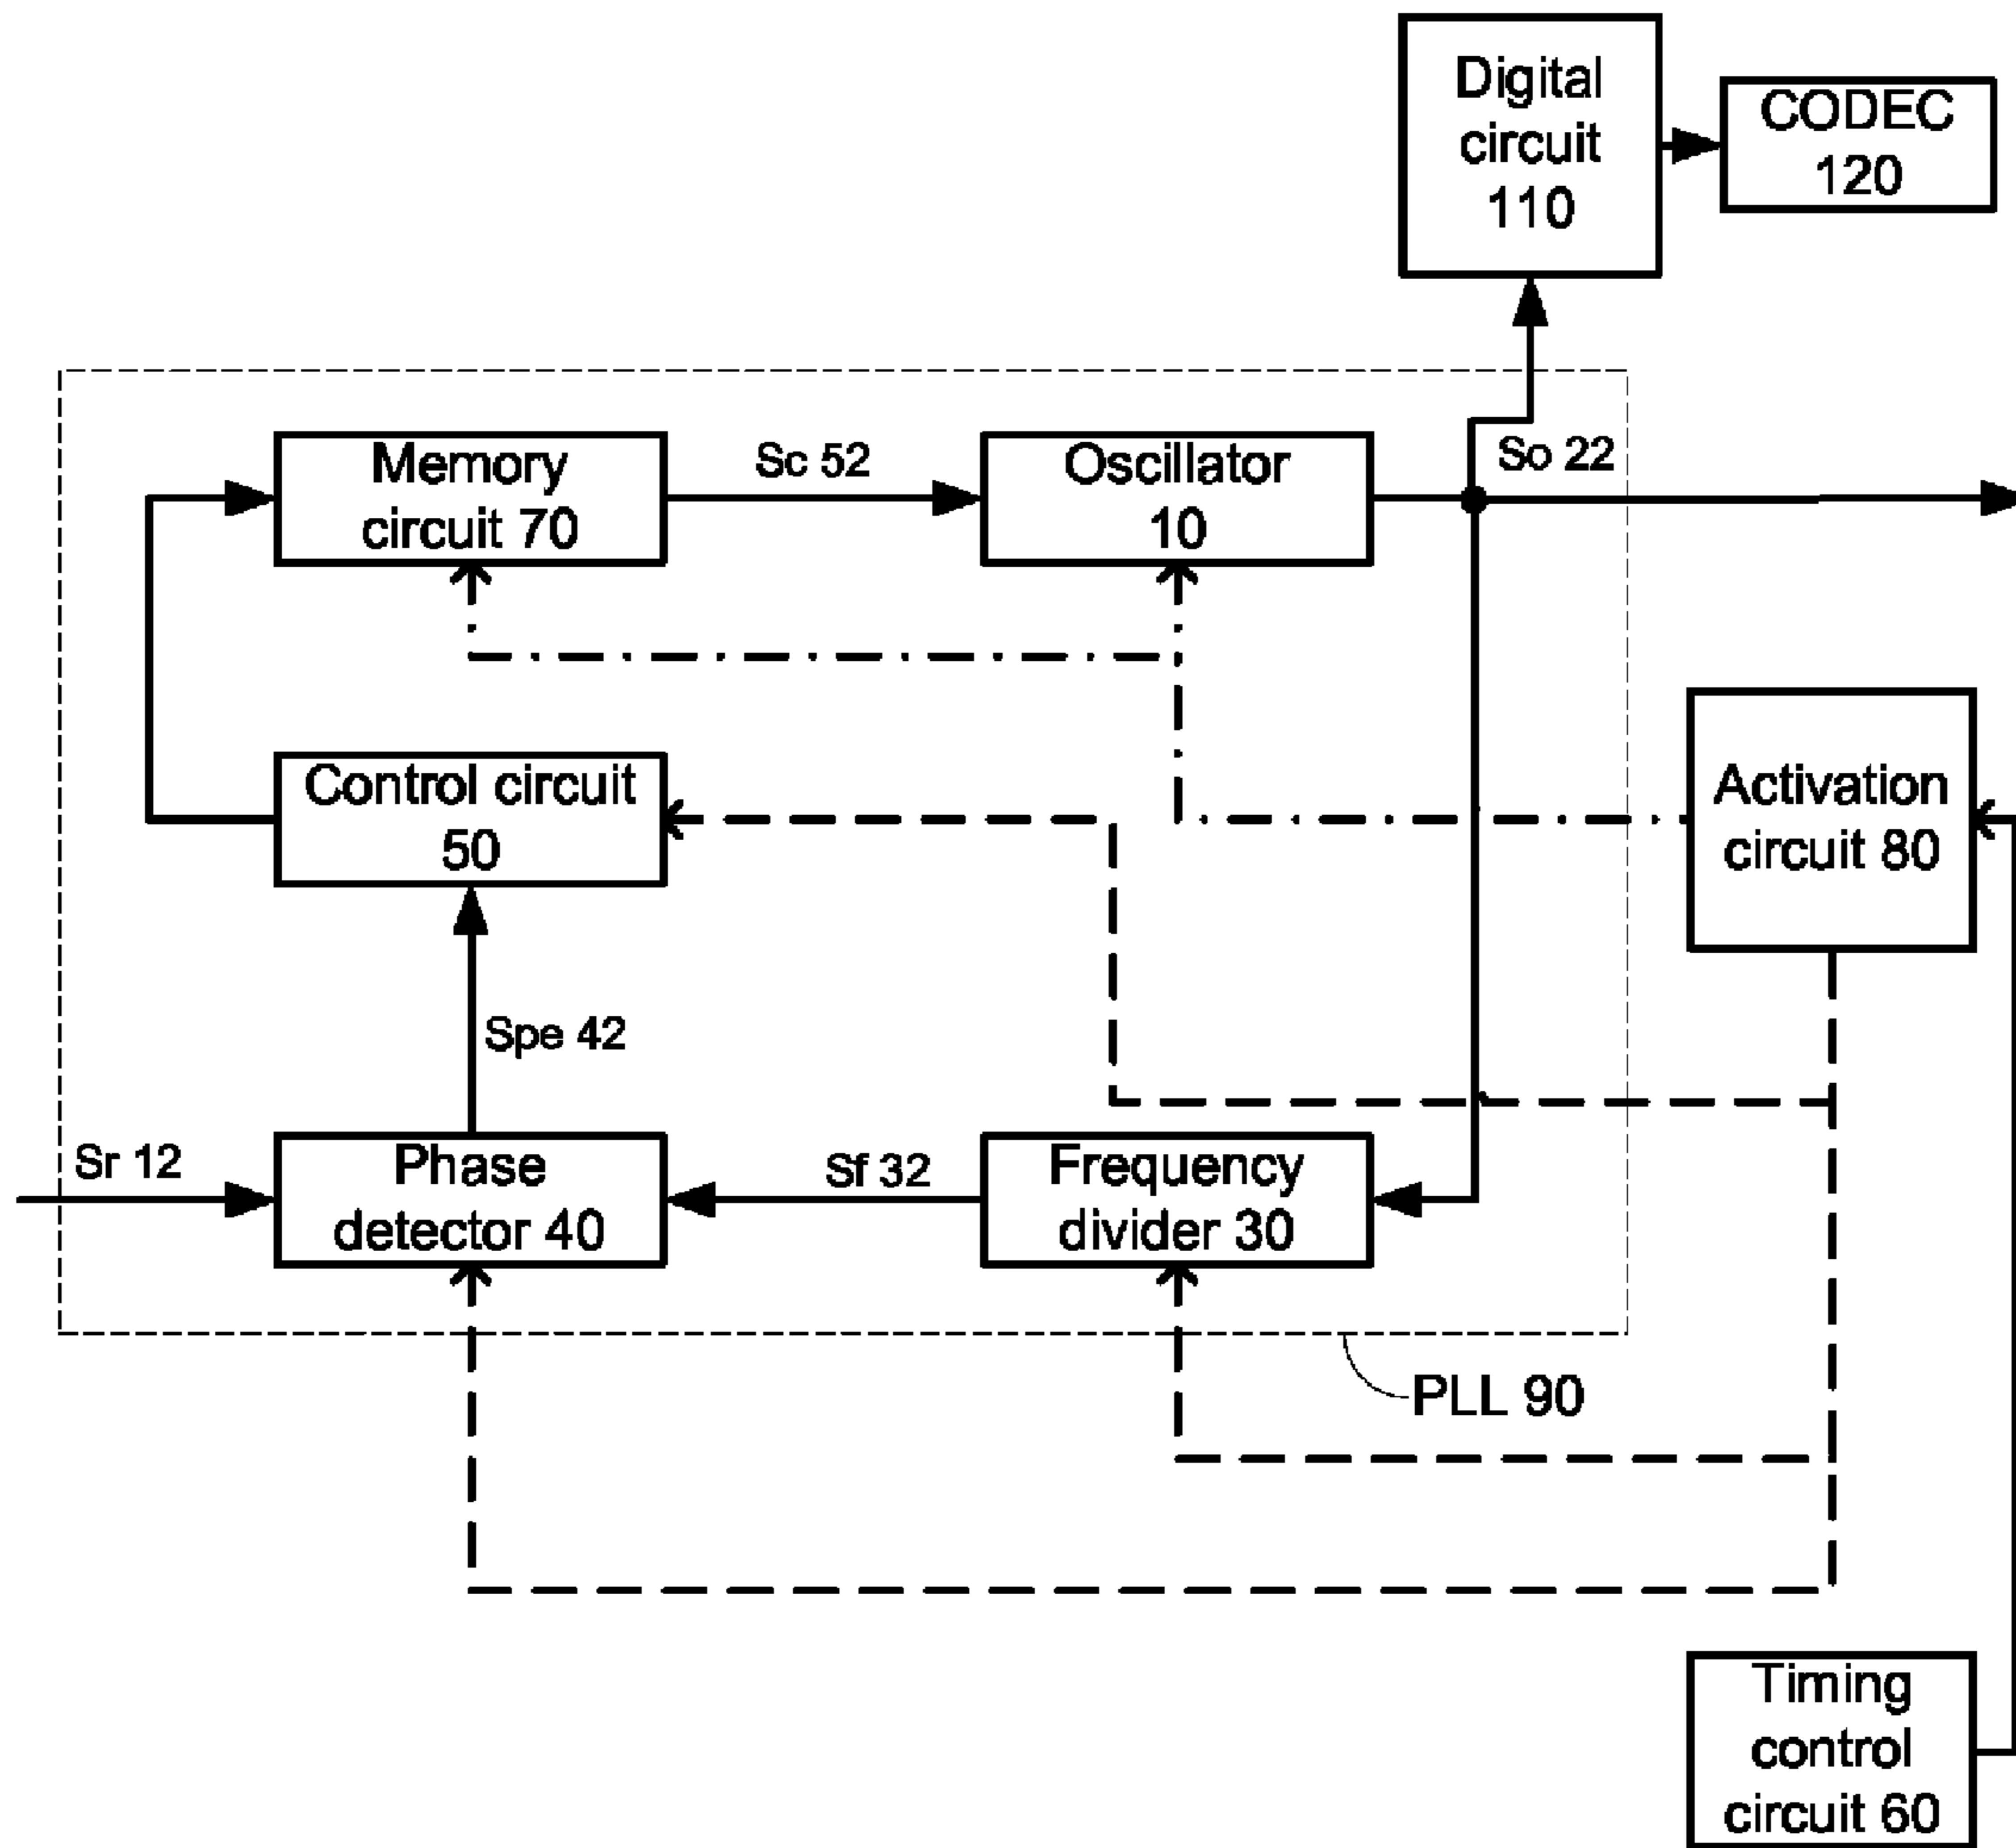 Digital
circuit
110
CODEC
120
Memory
circuit 70
Sc 52
Oscillator
10
So 22
Control circuit
50
Activation
circuit 80
Spe 42
Sr 12
Phase
detector 40
Sf 32
Frequency
divider 30
PLL 90
Timing
control
circuit 60